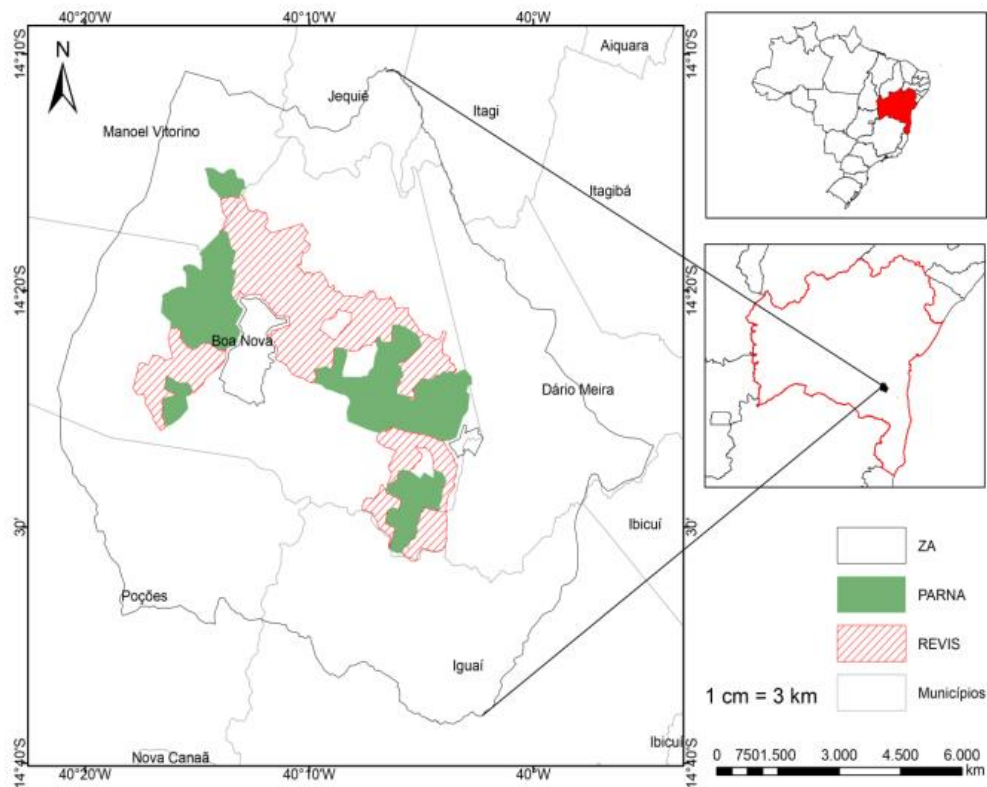 40°20'W 40°10'W 40°W
14°10'S
14°10'S
N
Aiquara
Jequié
Itagi
Manoel Vitorino
Itagibá
14°20'S
14°20'S
Boa Nova
Dário Meira
30'
30'
Ibicuí
Poções
Iguaí
Ibicuí
Nova Canaã
14°40'S
14°40'S
40°20'W 40°10'W 40°W
ZA
PARNA
REVIS
Municípios
1 cm = 3 km
0 7501.500 3.000 4.500 6.000
km